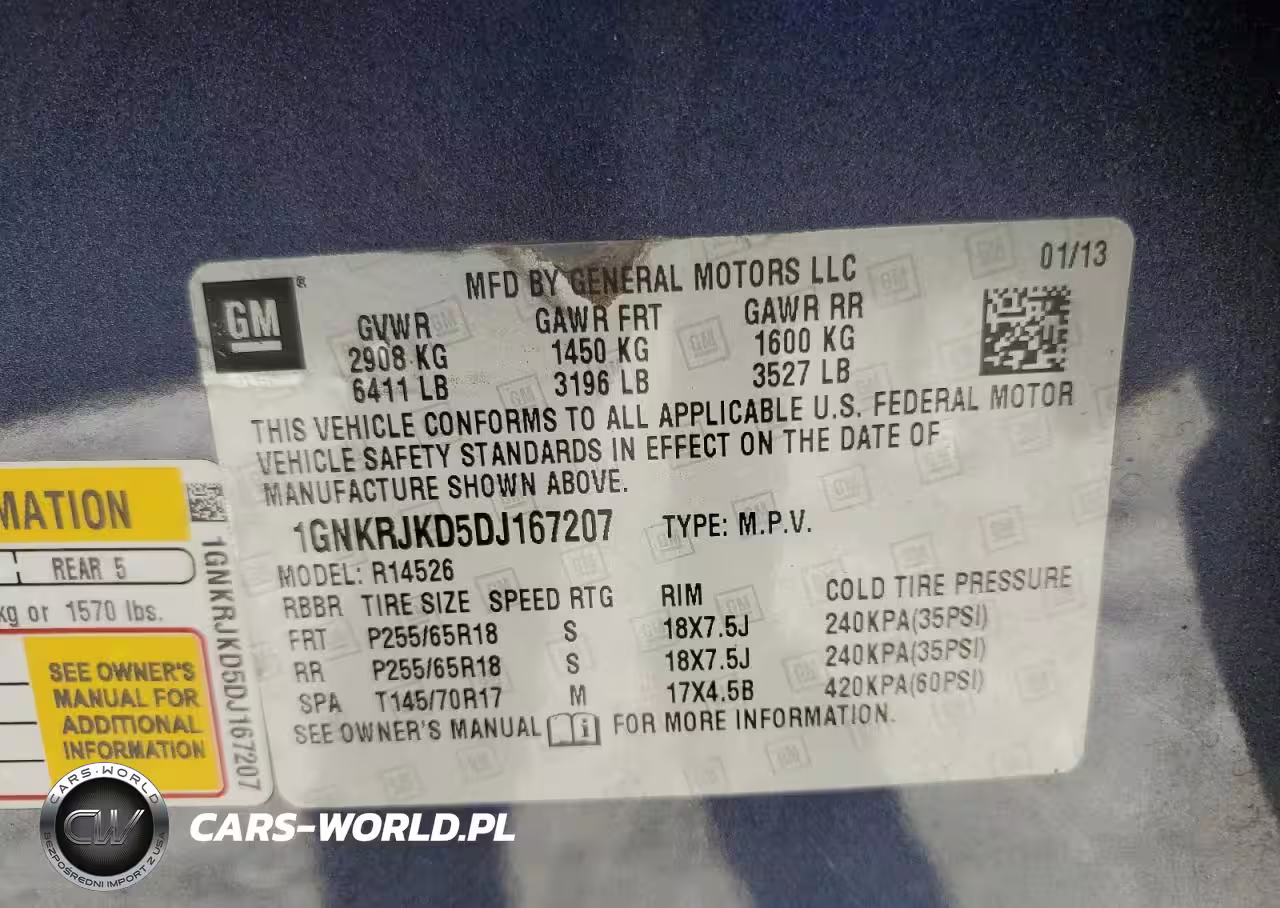 01/13
GM ®
MFD BY GENERAL MOTORS LLC
GVWR GAWR FRT GAWR RR
2908 KG 1450 KG 1600 KG
6411 LB 3196 LB 3527 LB
THIS VEHICLE CONFORMS TO ALL APPLICABLE U.S. FEDERAL MOTOR
VEHICLE SAFETY STANDARDS IN EFFECT ON THE DATE OF
MANUFACTURE SHOWN ABOVE.
1GNKRJKD5DJ167207 TYPE: M.P.V.
MODEL: R14526
RBBR TIRE SIZE SPEED RTG RIM COLD TIRE PRESSURE
FRT P255/65R18 S 18X7.5J 240KPA(35PSI)
RR P255/65R18 S 18X7.5J 240KPA(35PSI)
SPA T145/70R17 M 17X4.5B 420KPA(60PSI)
SEE OWNER'S MANUAL FOR MORE INFORMATION.
MATION
REAR 5
kg or 1570 lbs.
SEE OWNER'S
MANUAL FOR
ADDITIONAL
INFORMATION
1GNKRJKD5DJ167207
CARS-WORLD
CW
BEZPOŚREDNI IMPORT Z USA
CARS-WORLD.PL